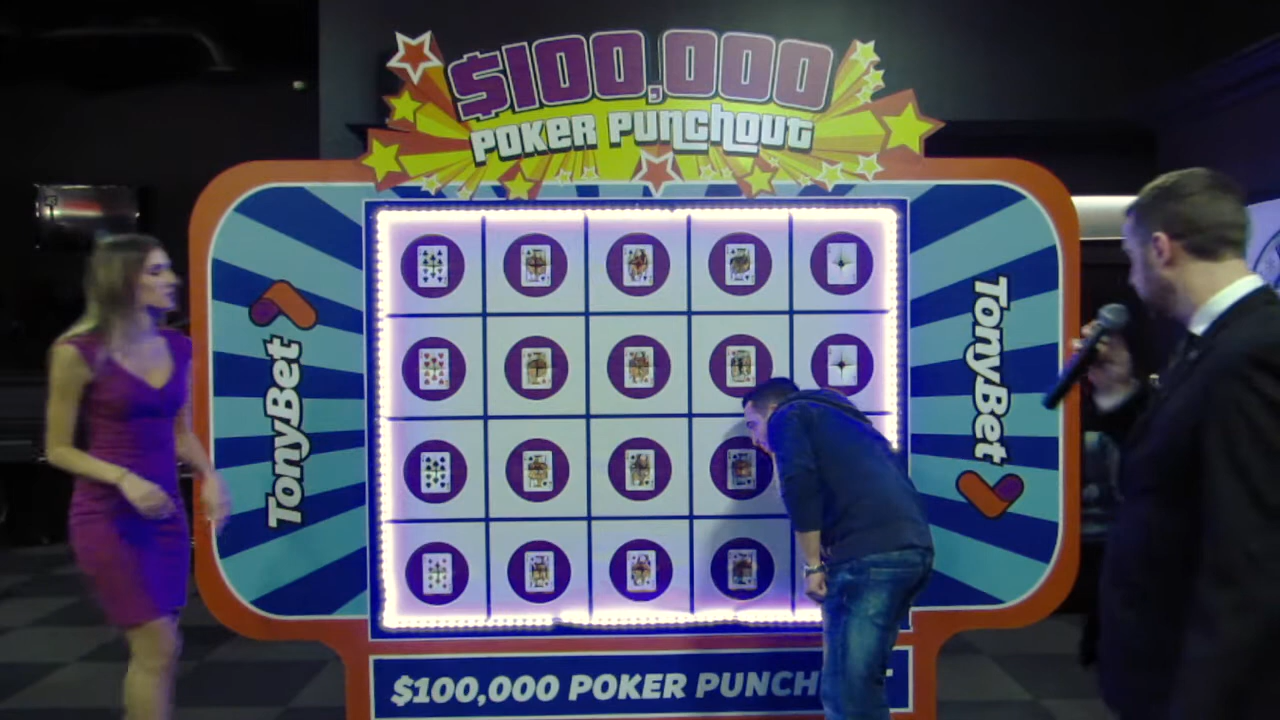 $100,000
POKER PUNCHOUT
TonyBet
TonyBet
$100,000 POKER PUNCH